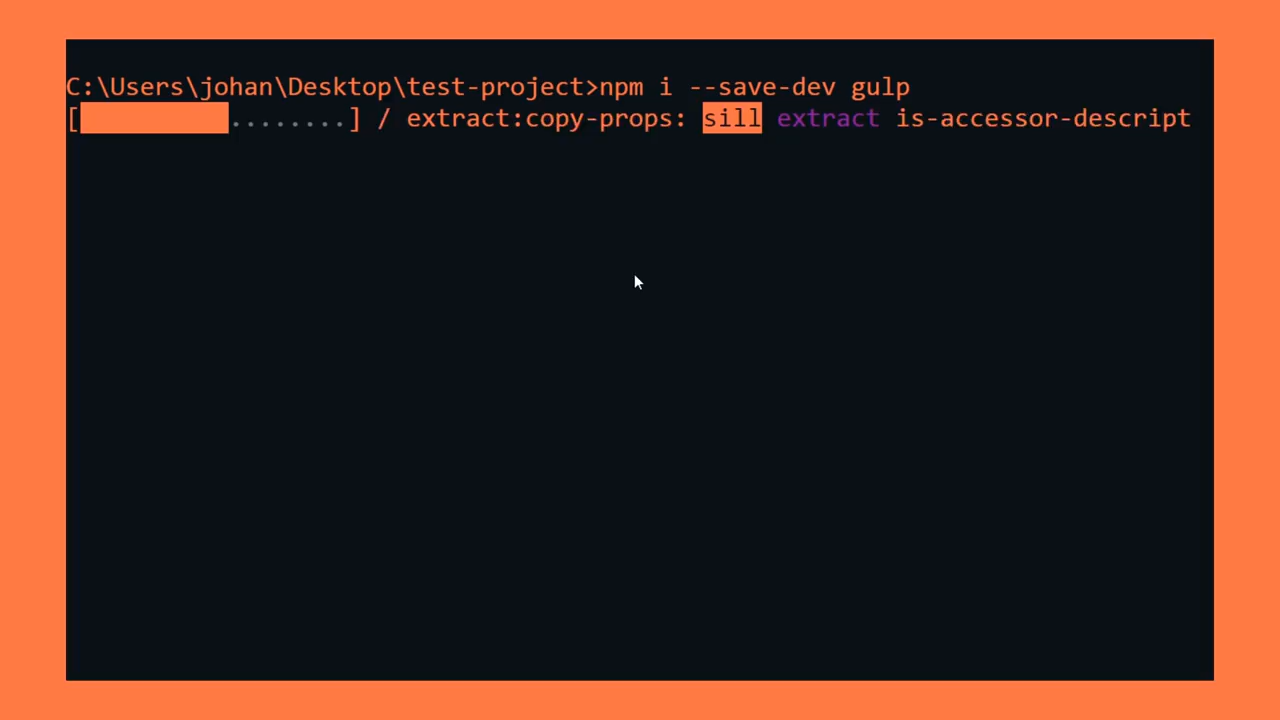 C:\Users\johan\Desktop\test-project>npm i --save-dev gulp
[          ........] / extract:copy-props: sill extract is-accessor-descript